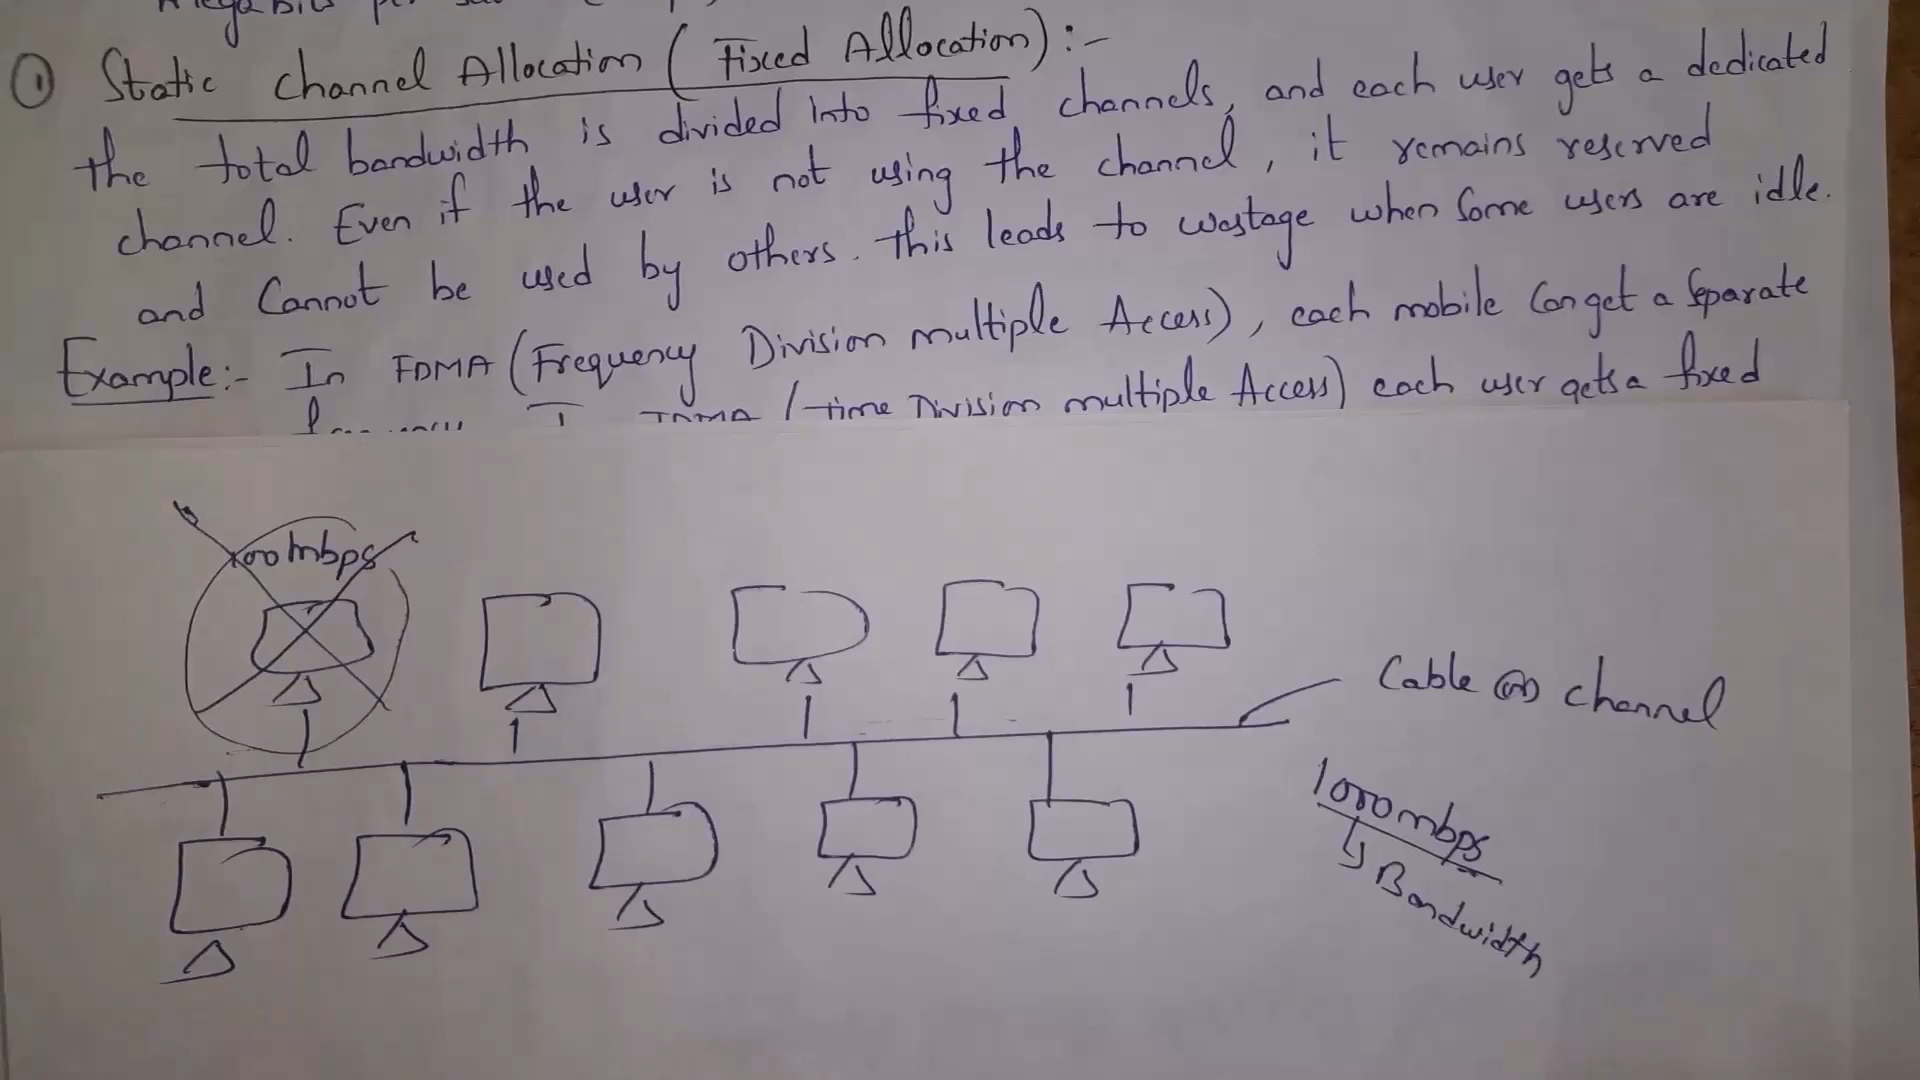 ① Static Channel Allocation (Fixed Allocation) :-
the total bandwidth is divided into fixed channels, and each user gets a dedicated
channel. Even if the user is not using the channel, it remains reserved
and Cannot be used by others. this leads to wastage when Some users are idle.
Example:- In FDMA (Frequency Division multiple Access), each mobile Can get a Separate
TDMA (time Division multiple Access) each user gets a fixed
100 mbps
Cable (or) channel
1000 mbps
↳ Bandwidth